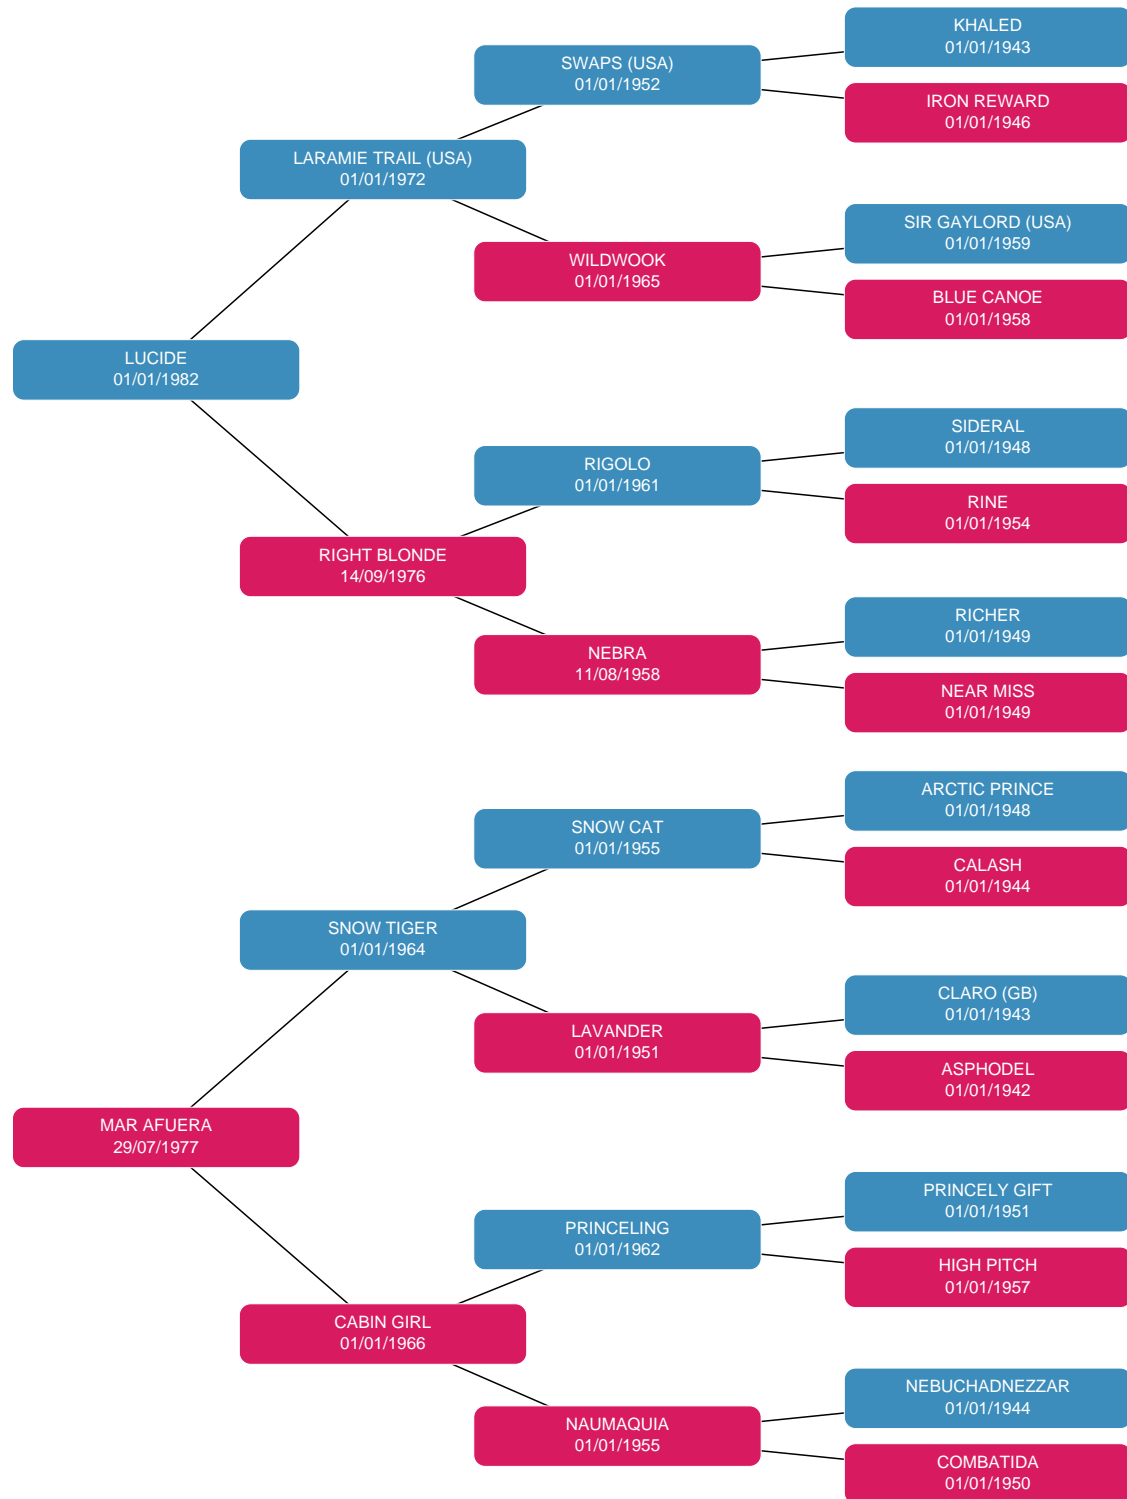 KHALED
01/01/1943
SWAPS (USA)
01/01/1952
IRON REWARD
01/01/1946
LARAMIE TRAIL (USA)
01/01/1972
SIR GAYLORD (USA)
01/01/1959
WILDWOOK
01/01/1965
BLUE CANOE
01/01/1958
LUCIDE
01/01/1982
SIDERAL
01/01/1948
RIGOLO
01/01/1961
RINE
01/01/1954
RIGHT BLONDE
14/09/1976
RICHER
01/01/1949
NEBRA
11/08/1958
NEAR MISS
01/01/1949
ARCTIC PRINCE
01/01/1948
SNOW CAT
01/01/1955
CALASH
01/01/1944
SNOW TIGER
01/01/1964
CLARO (GB)
01/01/1943
LAVANDER
01/01/1951
ASPHODEL
01/01/1942
MAR AFUERA
29/07/1977
PRINCELY GIFT
01/01/1951
PRINCELING
01/01/1962
HIGH PITCH
01/01/1957
CABIN GIRL
01/01/1966
NEBUCHADNEZZAR
01/01/1944
NAUMAQUIA
01/01/1955
COMBATIDA
01/01/1950